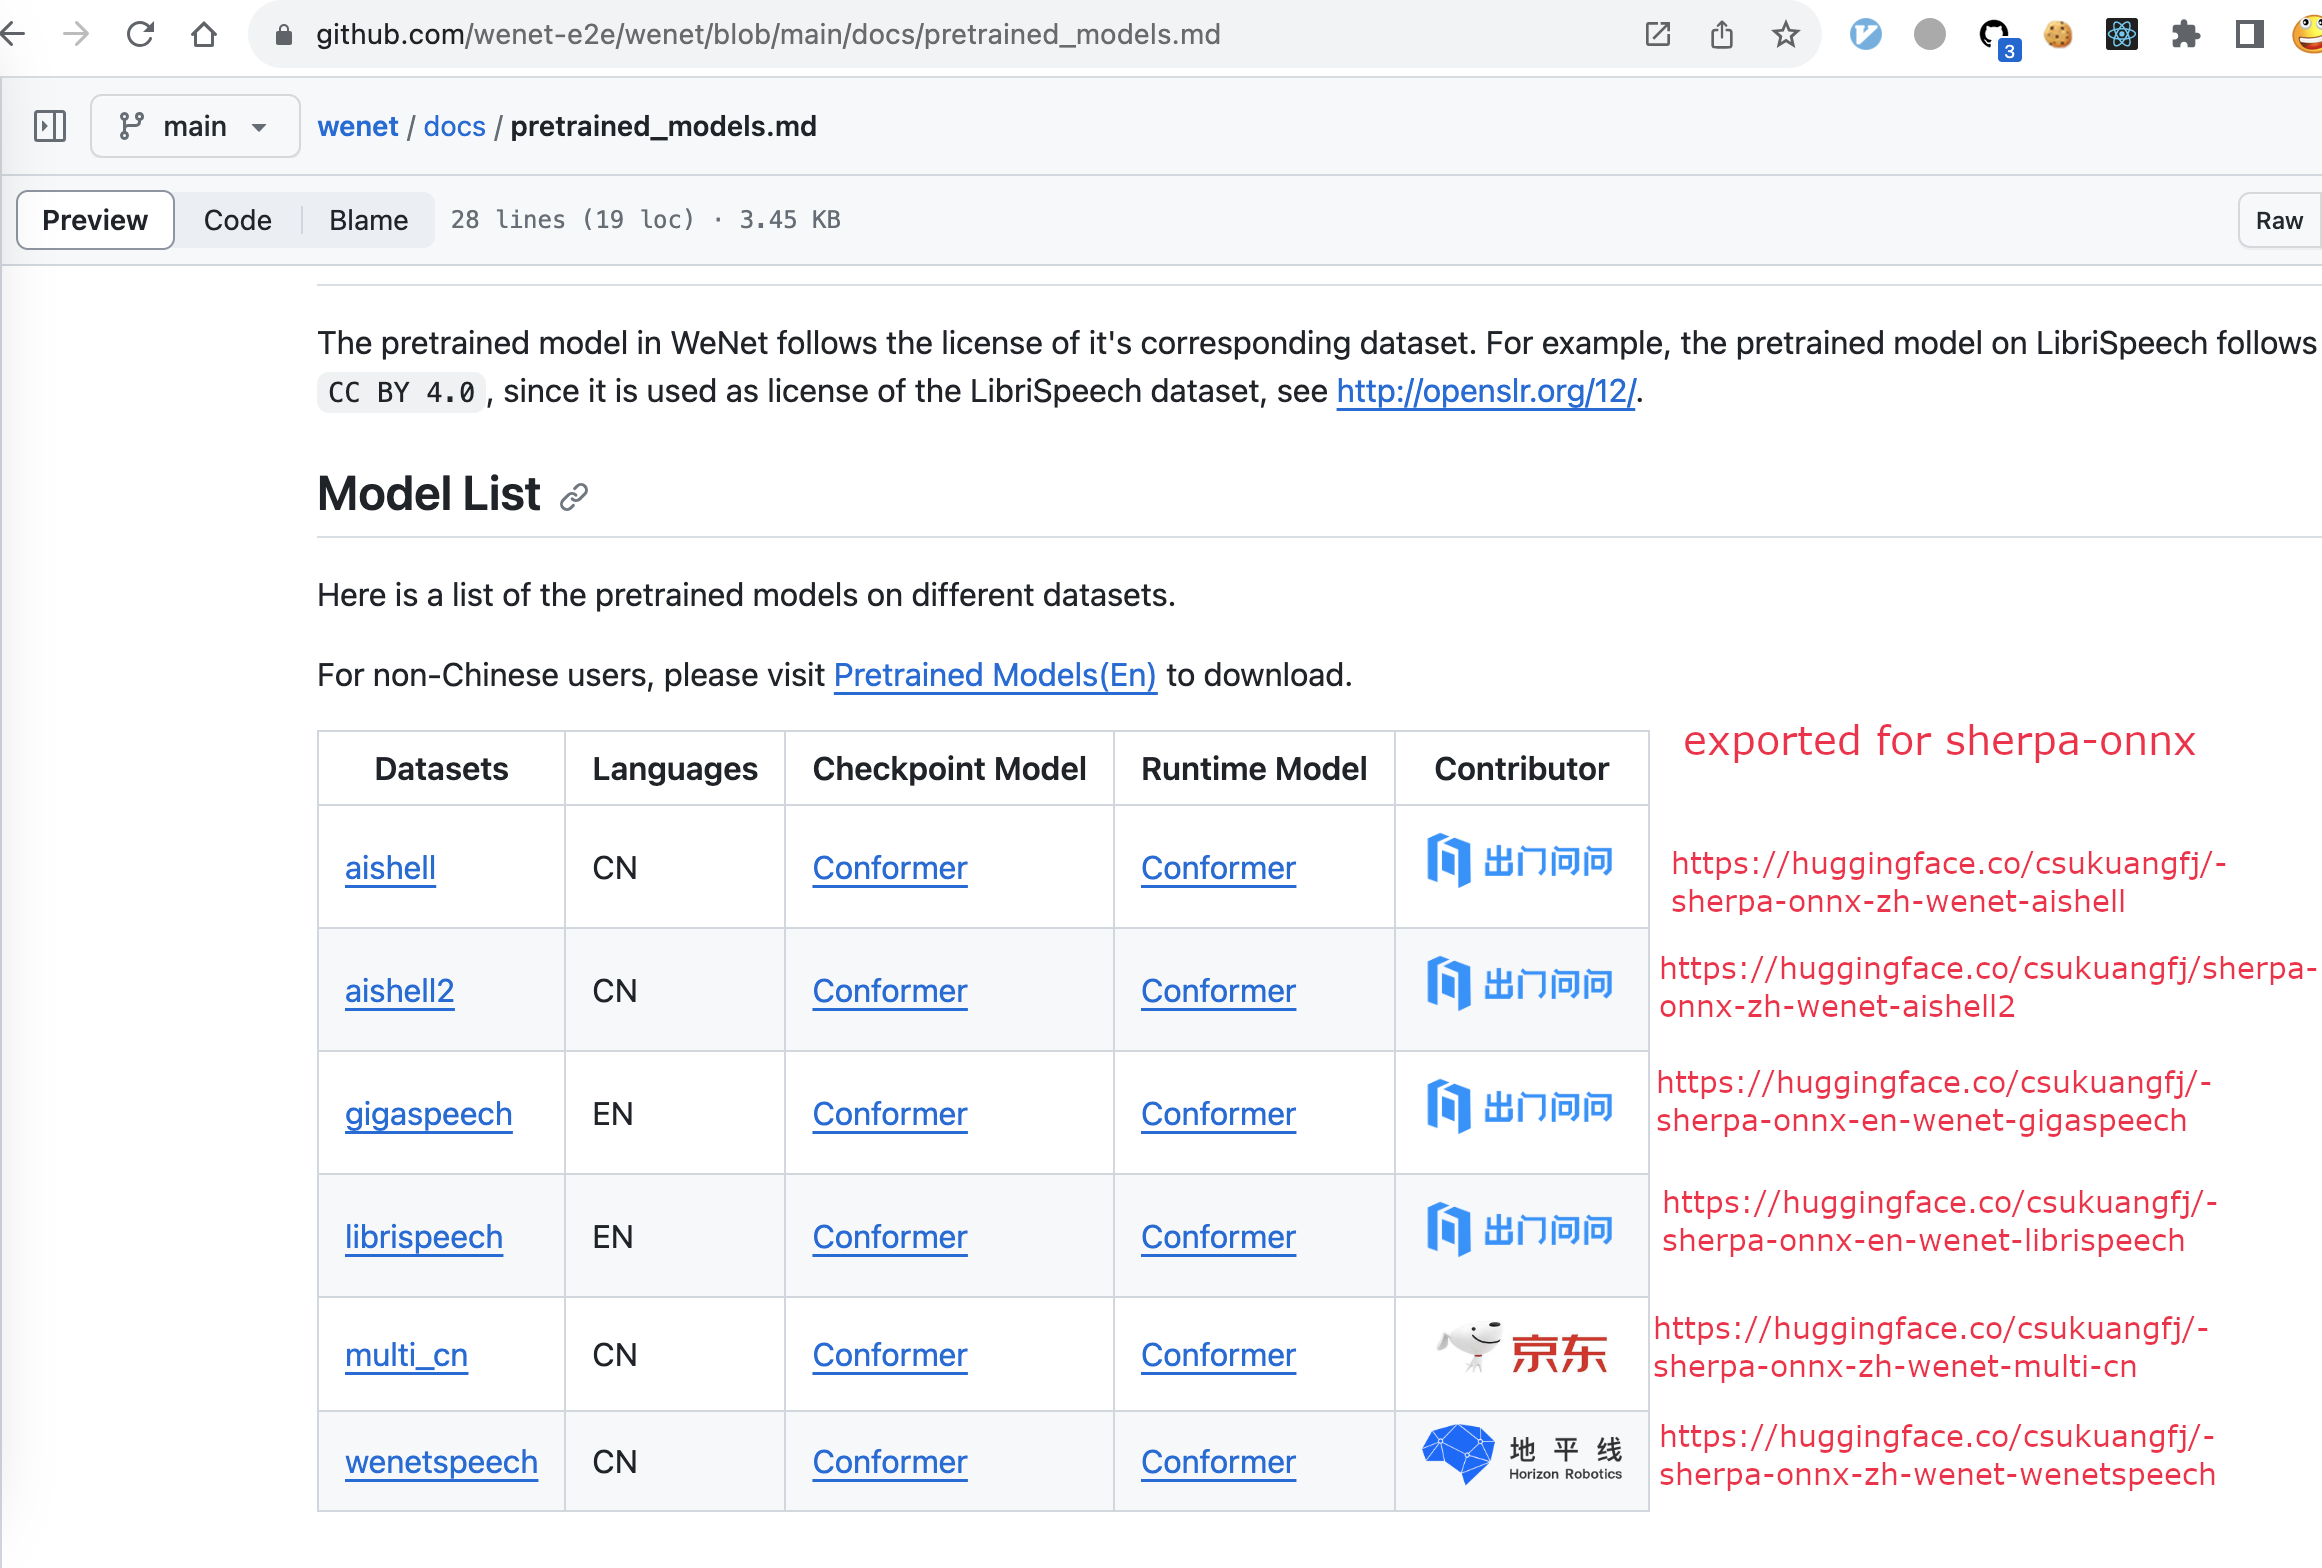 github.com/wenet-e2e/wenet/blob/main/docs/pretrained_models.md
3
main
wenet / docs / pretrained_models.md
Preview Code Blame 28 lines (19 loc) · 3.45 KB
Raw
The pretrained model in WeNet follows the license of it's corresponding dataset. For example, the pretrained model on LibriSpeech follows
CC BY 4.0, since it is used as license of the LibriSpeech dataset, see http://openslr.org/12/.
Model List
Here is a list of the pretrained models on different datasets.
For non-Chinese users, please visit Pretrained Models(En) to download.
exported for sherpa-onnx
Datasets Languages Checkpoint Model Runtime Model Contributor
aishell CN Conformer Conformer 出门问问
https://huggingface.co/csukuangfj/-
sherpa-onnx-zh-wenet-aishell
aishell2 CN Conformer Conformer 出门问问
https://huggingface.co/csukuangfj/sherpa-
onnx-zh-wenet-aishell2
gigaspeech EN Conformer Conformer 出门问问
https://huggingface.co/csukuangfj/-
sherpa-onnx-en-wenet-gigaspeech
librispeech EN Conformer Conformer 出门问问
https://huggingface.co/csukuangfj/-
sherpa-onnx-en-wenet-librispeech
multi_cn CN Conformer Conformer 京东
https://huggingface.co/csukuangfj/-
sherpa-onnx-zh-wenet-multi-cn
wenetspeech CN Conformer Conformer 地平线
Horizon Robotics
https://huggingface.co/csukuangfj/-
sherpa-onnx-zh-wenet-wenetspeech